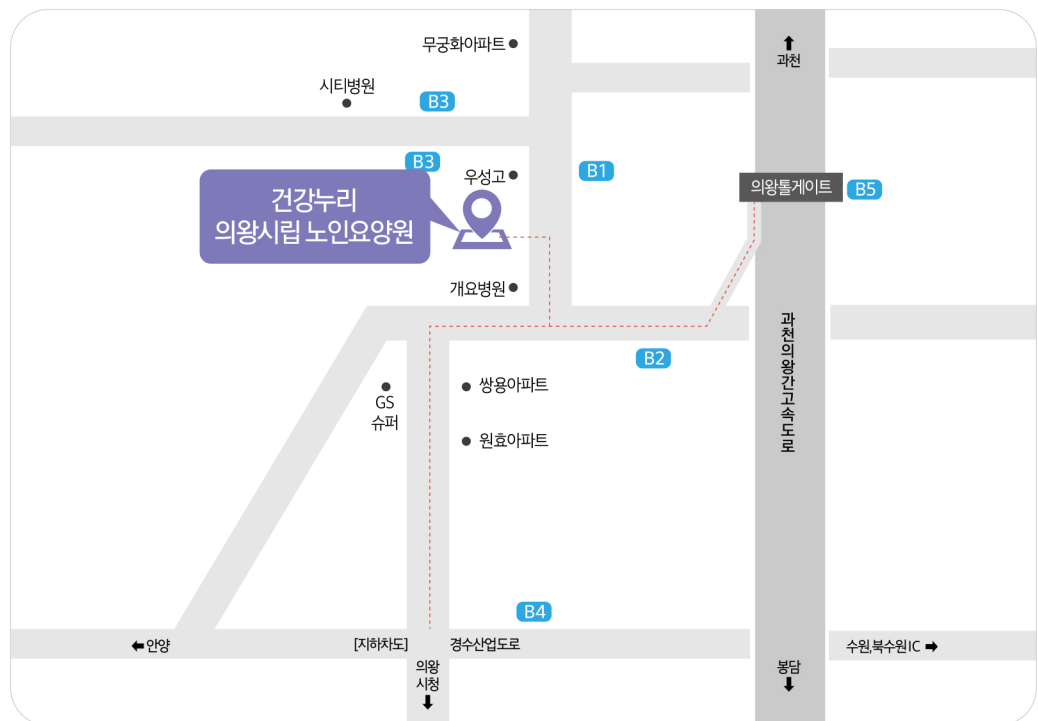 무궁화아파트
과천
시티병원
B3
B3
B1
우성고
의왕톨게이트
B5
건강누리
의왕시립 노인요양원
개요병원
과천의왕간고속도로
B2
쌍용아파트
GS
슈퍼
원효아파트
B4
안양
[지하차도]
경수산업도로
수원,북수원IC
의왕
시청
봉담